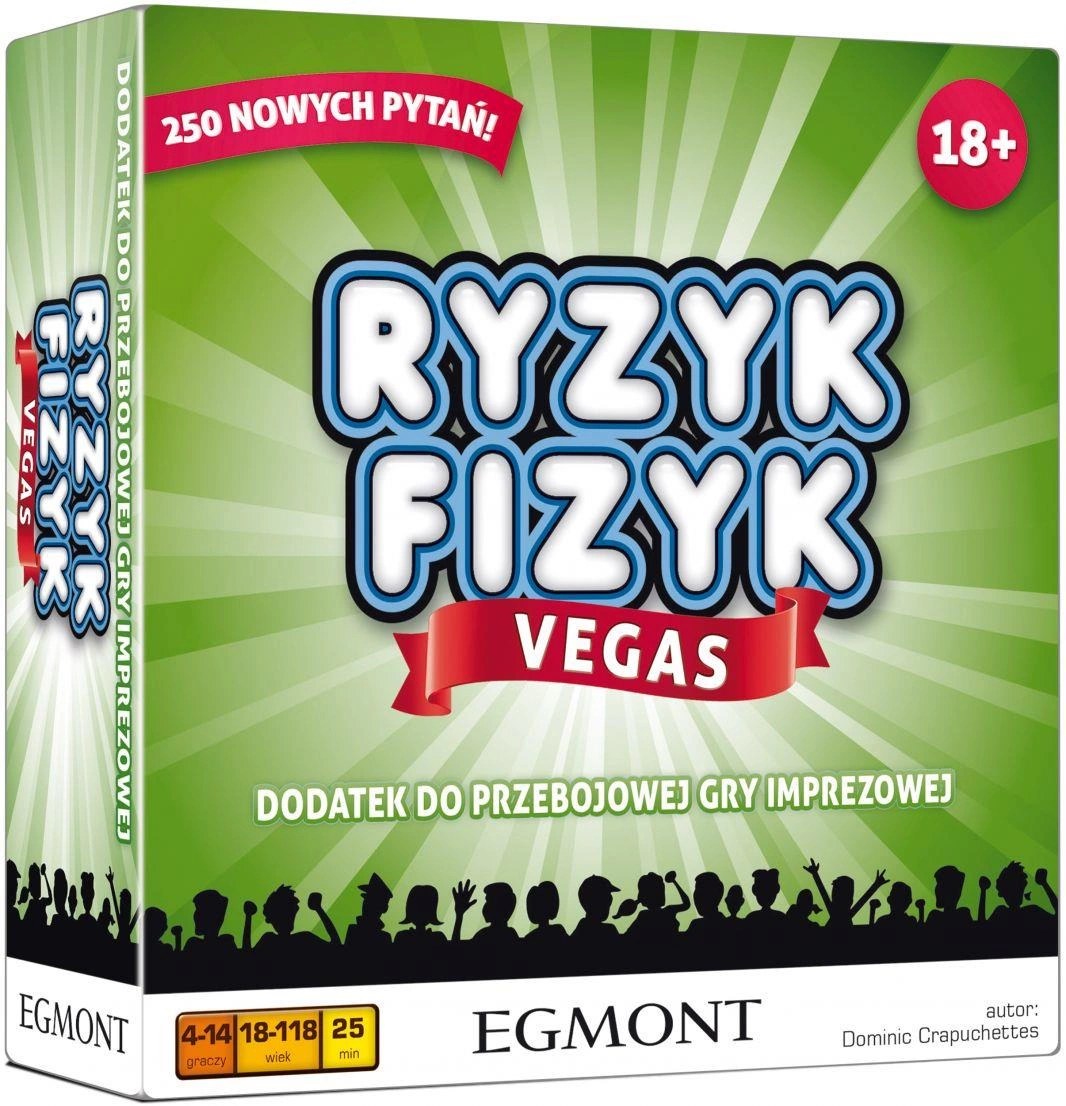 250 NOWYCH PYTAŃ!
18+
RYZYK
FIZYK
VEGAS
DODATEK DO PRZEBOJOWEJ GRY IMPREZOWEJ
4-14
graczy
18-118
wiek
25
min
EGMONT
autor:
Dominic Crapuchettes
DODATEK DO PRZEBOJOWEJ GRY IMPREZOWEJ
RYZYK
FIZYK
VEGAS
EGMONT